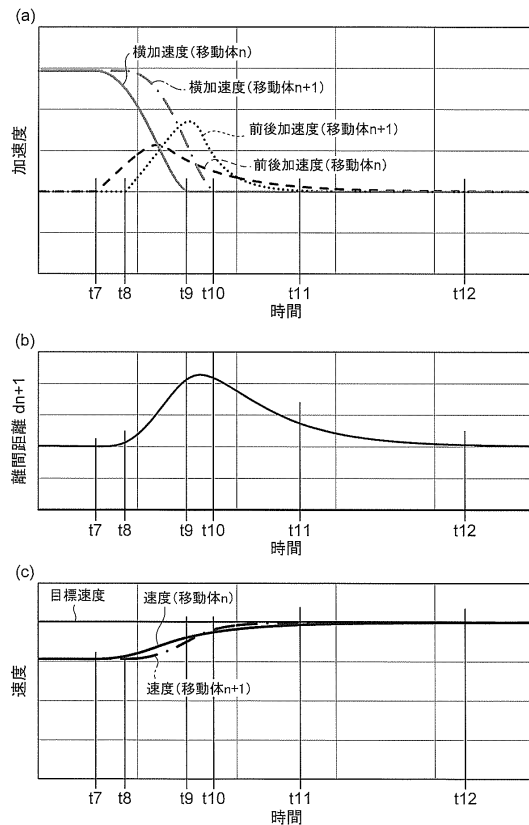 (a)
横加速度(移動体n)
横加速度(移動体n+1)
前後加速度(移動体n+1)
前後加速度(移動体n)
加速度
t7 t8 t9 t10 t11 t12
時間
(b)
離間距離 dn+1
t7 t8 t9 t10 t11 t12
時間
(c)
目標速度
速度(移動体n)
速度(移動体n+1)
速度
t7 t8 t9 t10 t11 t12
時間